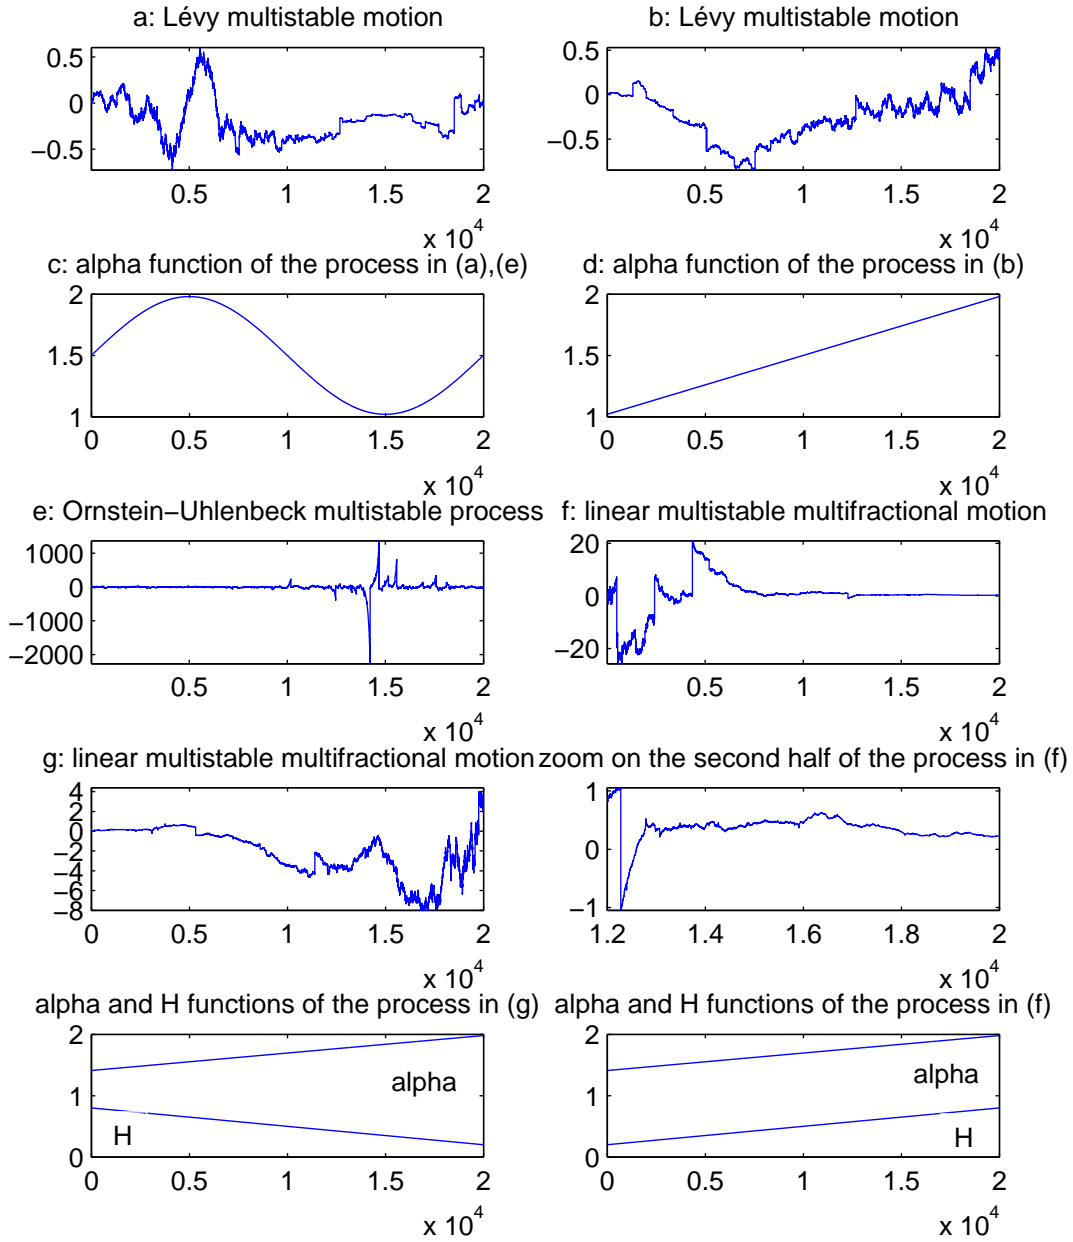 a: Lévy multistable motion
0.5
0
−0.5
0.5 1 1.5 2
x 10^4
b: Lévy multistable motion
0.5
0
−0.5
0.5 1 1.5 2
x 10^4
c: alpha function of the process in (a),(e)
2
1.5
1
0 0.5 1 1.5 2
x 10^4
d: alpha function of the process in (b)
2
1.5
1
0 0.5 1 1.5 2
x 10^4
e: Ornstein−Uhlenbeck multistable process
1000
0
−1000
−2000
0.5 1 1.5 2
x 10^4
f: linear multistable multifractional motion
20
0
−20
0.5 1 1.5 2
x 10^4
g: linear multistable multifractional motion
4
2
0
−2
−4
−6
−8
0 0.5 1 1.5 2
x 10^4
zoom on the second half of the process in (f)
1
0
−1
1.2 1.4 1.6 1.8 2
x 10^4
alpha and H functions of the process in (g)
2
1
0
alpha
H
0 0.5 1 1.5 2
x 10^4
alpha and H functions of the process in (f)
2
1
0
alpha
H
0 0.5 1 1.5 2
x 10^4